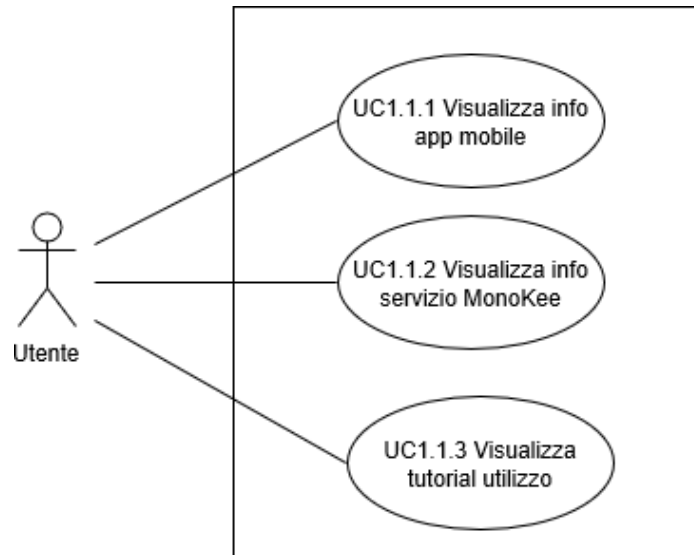 UC1.1.1 Visualizza info
app mobile
UC1.1.2 Visualizza info
servizio MonoKee
Utente
UC1.1.3 Visualizza
tutorial utilizzo